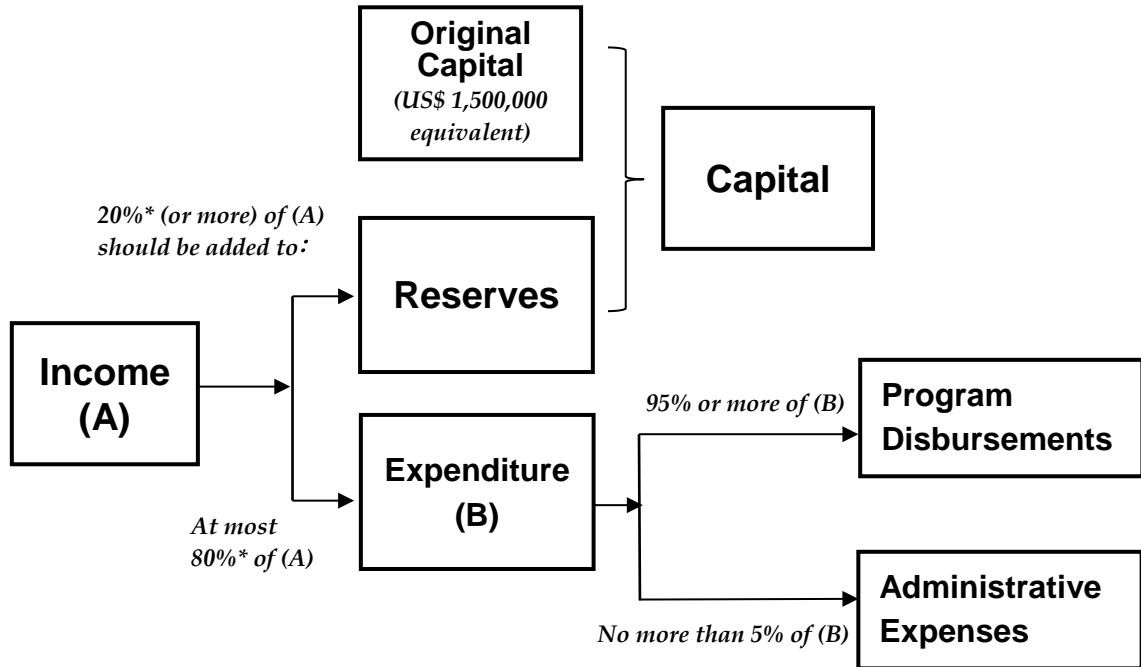 Original
Capital
(US$ 1,500,000
equivalent)
Capital
20%* (or more) of (A)
should be added to:
Reserves
Income
(A)
95% or more of (B)
Program
Disbursements
Expenditure
(B)
At most
80%* of (A)
Administrative
Expenses
No more than 5% of (B)